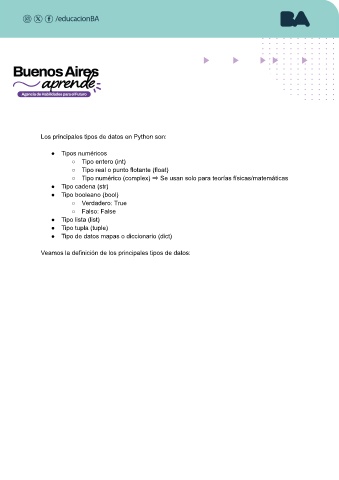 /educacionBA
BA
Buenos Aires
aprende
Agencia de Habilidades para el Futuro
Los principales tipos de datos en Python son:
● Tipos numéricos
○ Tipo entero (int)
○ Tipo real o punto flotante (float)
○ Tipo numérico (complex) ⇒ Se usan solo para teorías físicas/matemáticas
● Tipo cadena (str)
● Tipo booleano (bool)
○ Verdadero: True
○ Falso: False
● Tipo lista (list)
● Tipo tupla (tuple)
● Tipo de datos mapas o diccionario (dict)
Veamos la definición de los principales tipos de datos: